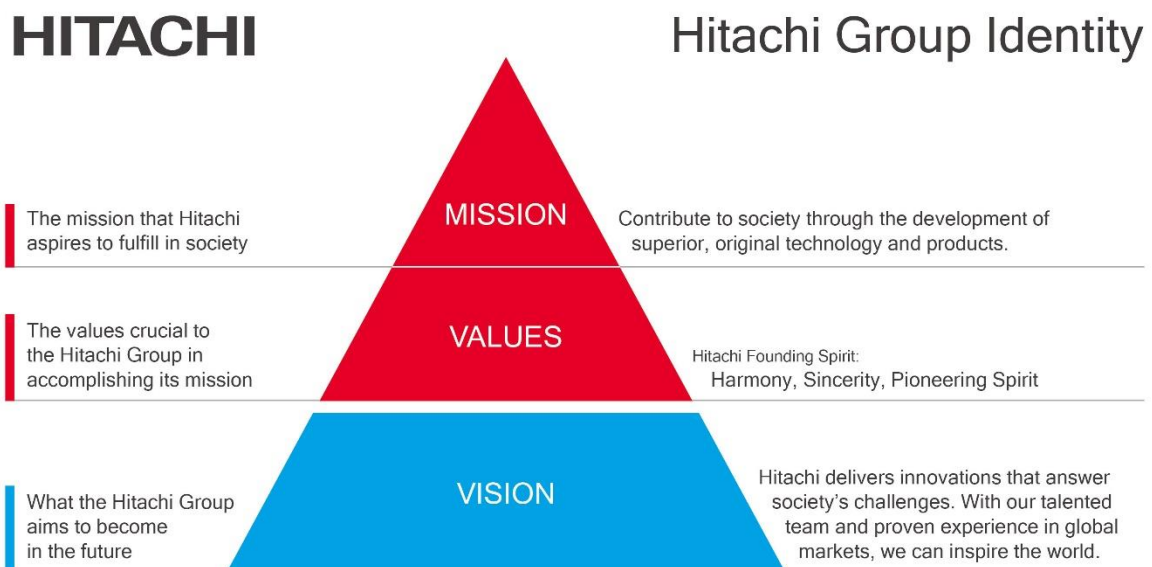 HITACHI
Hitachi Group Identity
The mission that Hitachi
aspires to fulfill in society
MISSION
Contribute to society through the development of
superior, original technology and products.
The values crucial to
the Hitachi Group in
accomplishing its mission
VALUES
Hitachi Founding Spirit:
Harmony, Sincerity, Pioneering Spirit
What the Hitachi Group
aims to become
in the future
VISION
Hitachi delivers innovations that answer
society’s challenges. With our talented
team and proven experience in global
markets, we can inspire the world.